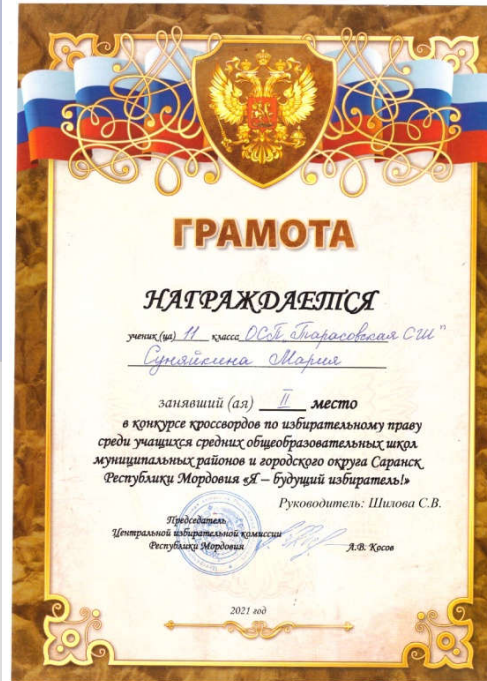 ГРАМОТА
НАГРАЖДАЕТСЯ
ученик (ца) 11 класса ОСП „Тарасовская СШ"
Суняйкина Мария
занявший (ая) II место
в конкурсе кроссвордов по избирательному праву
среди учащихся средних общеобразовательных школ
муниципальных районов и городского округа Саранск
Республики Мордовия «Я – будущий избиратель!»
Руководитель: Шилова С.В.
Председатель
Центральной избирательной комиссии
Республики Мордовия
А.В. Косов
2021 год